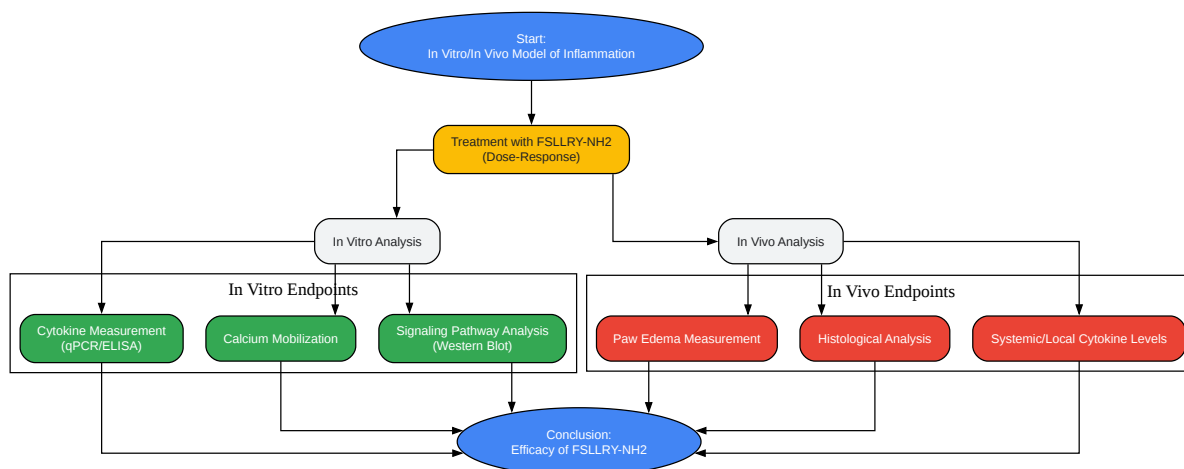 Start:
In Vitro/In Vivo Model of Inflammation
Treatment with FSLLRY-NH2
(Dose-Response)
In Vitro Analysis
In Vivo Analysis
In Vitro Endpoints
In Vivo Endpoints
Cytokine Measurement
(qPCR/ELISA)
Calcium Mobilization
Signaling Pathway Analysis
(Western Blot)
Paw Edema Measurement
Histological Analysis
Systemic/Local Cytokine Levels
Conclusion:
Efficacy of FSLLRY-NH2